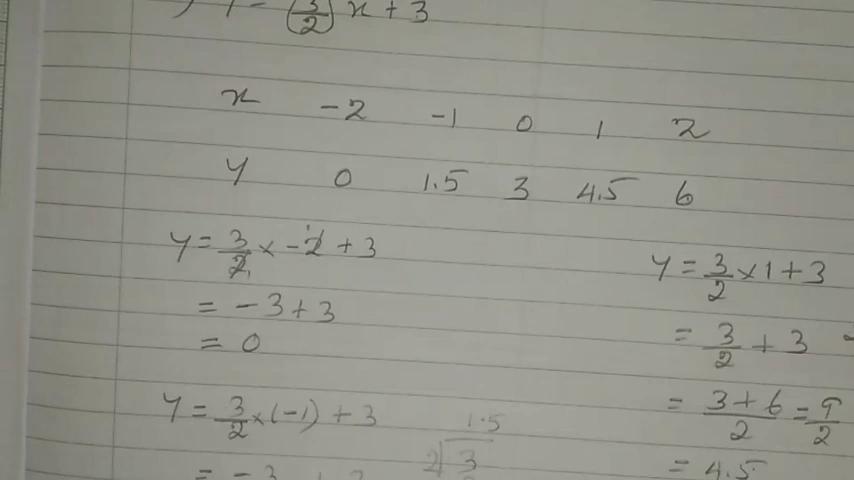 ) y = (3/2) x + 3
x -2 -1 0 1 2
y 0 1.5 3 4.5 6
y = 3/2 × -2 + 3
= -3 + 3
= 0
y = 3/2 × (-1) + 3
= -3
1.5
2 3
y = 3/2 × 1 + 3
= 3/2 + 3
= 3 + 6/2 = 9/2
= 4.5